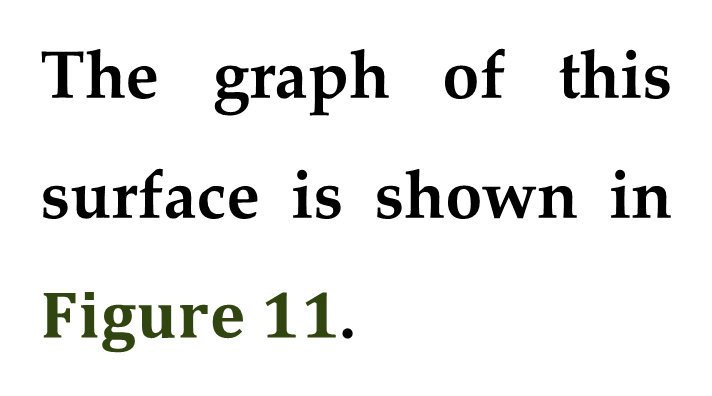 The graph of this
surface is shown in
Figure 11.